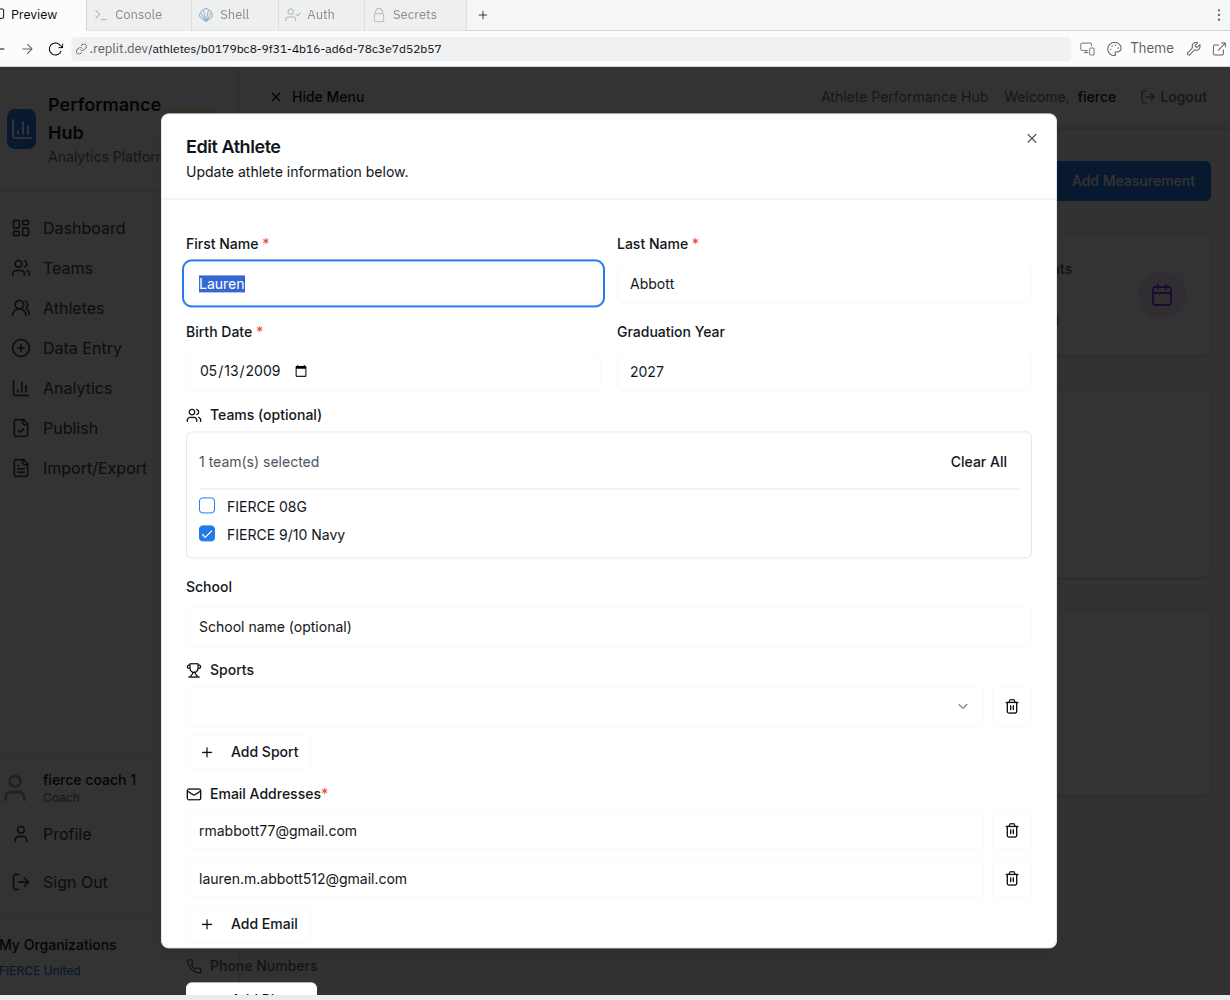 Preview
Console
Shell
Auth
Secrets
.replit.dev/athletes/b0179bc8-9f31-4b16-ad6d-78c3e7d52b57
Theme
Performance
Hub
Analytics Platform
Hide Menu
Athlete Performance Hub
Welcome, fierce
Logout
Add Measurement
Dashboard
Teams
Athletes
Data Entry
Analytics
Publish
Import/Export
fierce coach 1
Coach
Profile
Sign Out
My Organizations
FIERCE United
Edit Athlete
Update athlete information below.
First Name *
Last Name *
Lauren
Abbott
Birth Date *
Graduation Year
05/13/2009
2027
Teams (optional)
1 team(s) selected
Clear All
FIERCE 08G
FIERCE 9/10 Navy
School
School name (optional)
Sports
Add Sport
Email Addresses*
rmabbott77@gmail.com
lauren.m.abbott512@gmail.com
Add Email
Phone Numbers